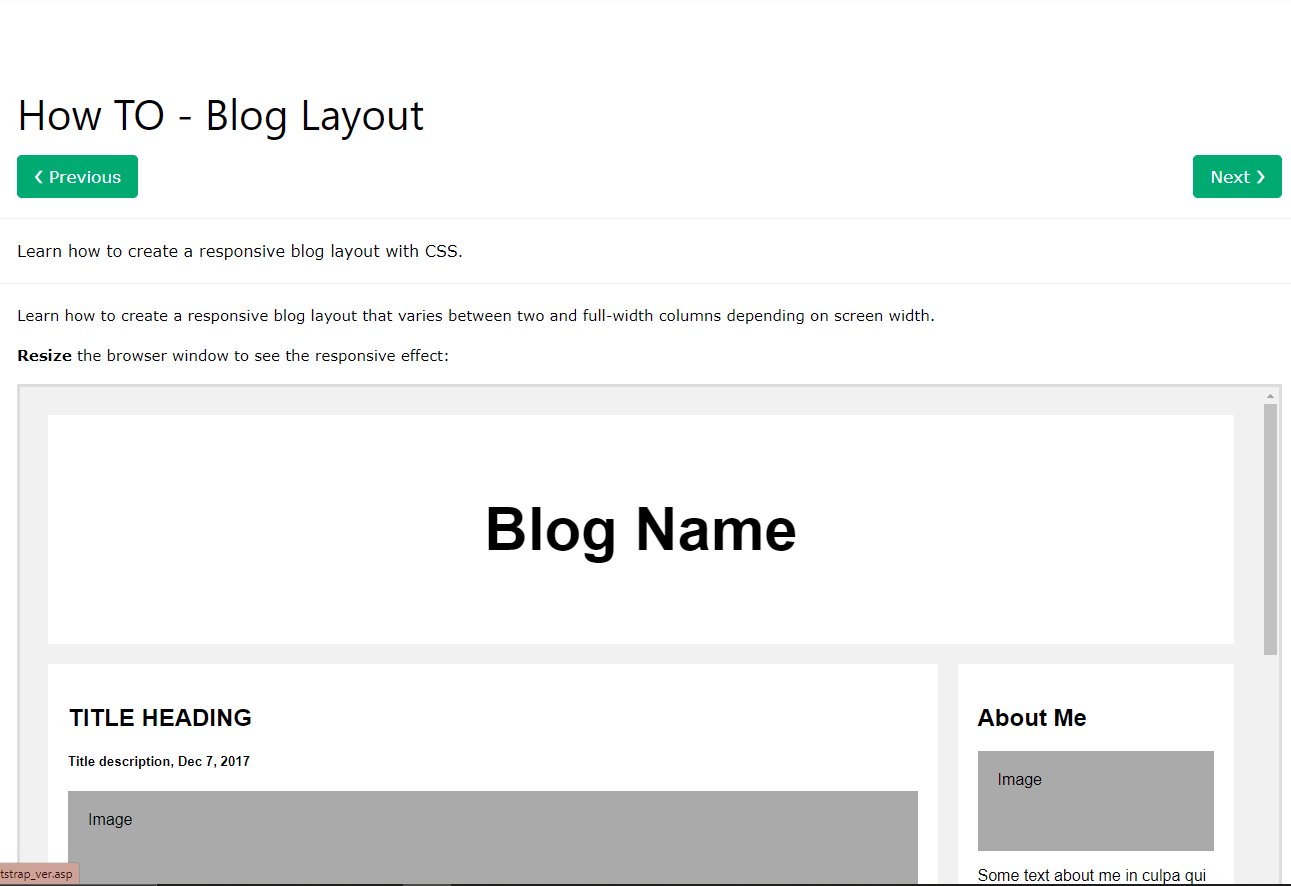 How TO - Blog Layout
❮ Previous
Next ❯
Learn how to create a responsive blog layout with CSS.
Learn how to create a responsive blog layout that varies between two and full-width columns depending on screen width.
Resize the browser window to see the responsive effect:
Blog Name
TITLE HEADING
Title description, Dec 7, 2017
Image
About Me
Image
Some text about me in culpa qui
tstrap_ver.asp